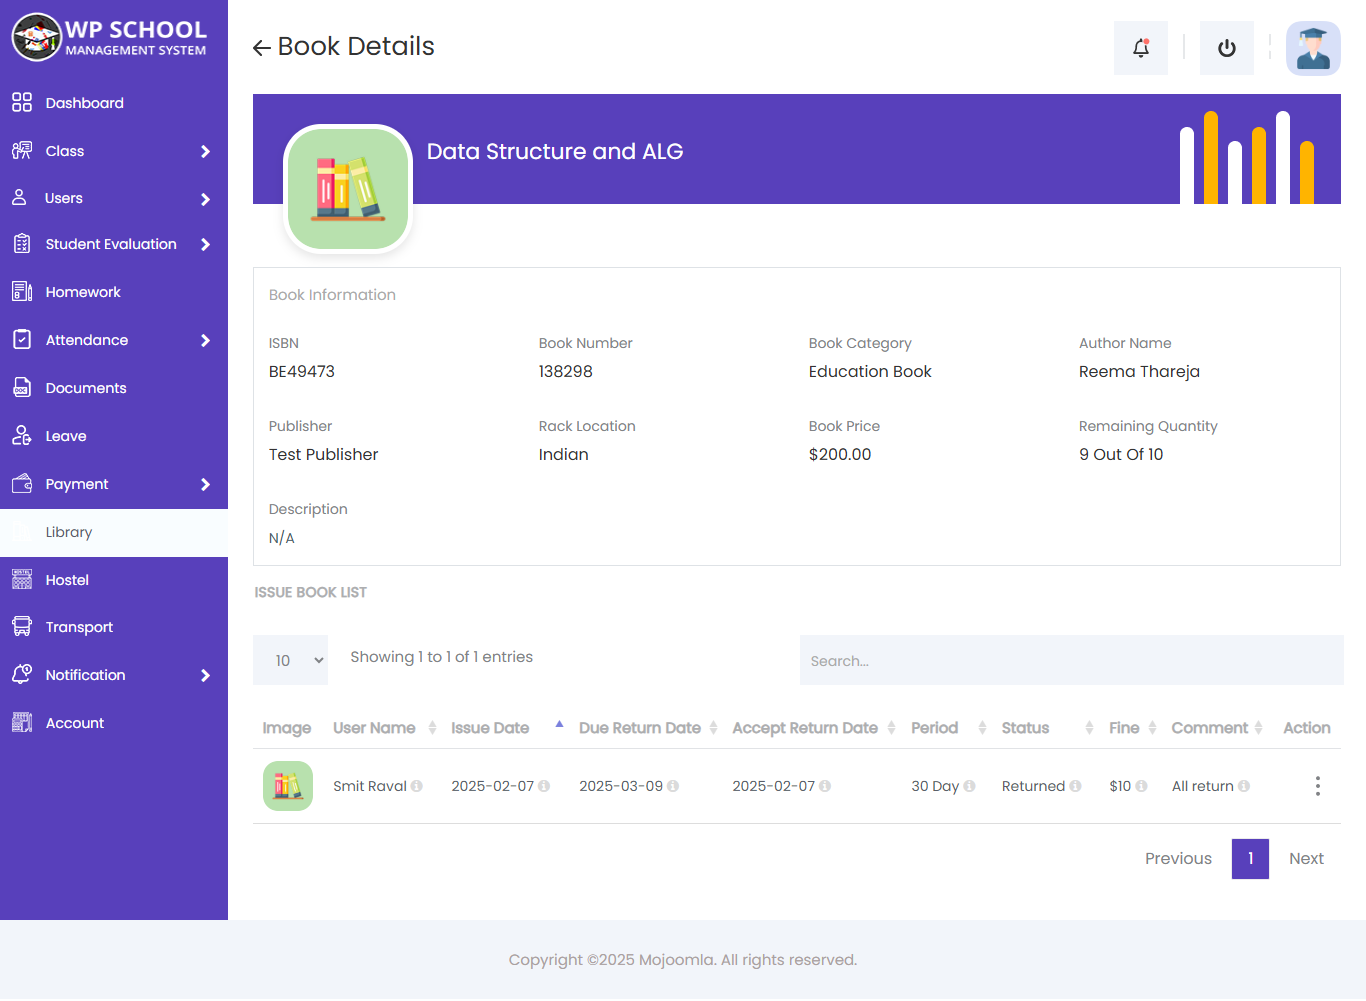 WP SCHOOL
MANAGEMENT SYSTEM
Dashboard
Class
Users
Student Evaluation
Homework
Attendance
Documents
Leave
Payment
Library
Hostel
Transport
Notification
Account
Book Details
Data Structure and ALG
Book Information
ISBN Book Number Book Category Author Name
BE49473 138298 Education Book Reema Thareja
Publisher Rack Location Book Price Remaining Quantity
Test Publisher Indian $200.00 9 Out Of 10
Description
N/A
ISSUE BOOK LIST
10 Showing 1 to 1 of 1 entries Search...
Image User Name Issue Date Due Return Date Accept Return Date Period Status Fine Comment Action
Smit Raval 2025-02-07 2025-03-09 2025-02-07 30 Day Returned $10 All return
Previous 1 Next
Copyright ©2025 Mojoomla. All rights reserved.